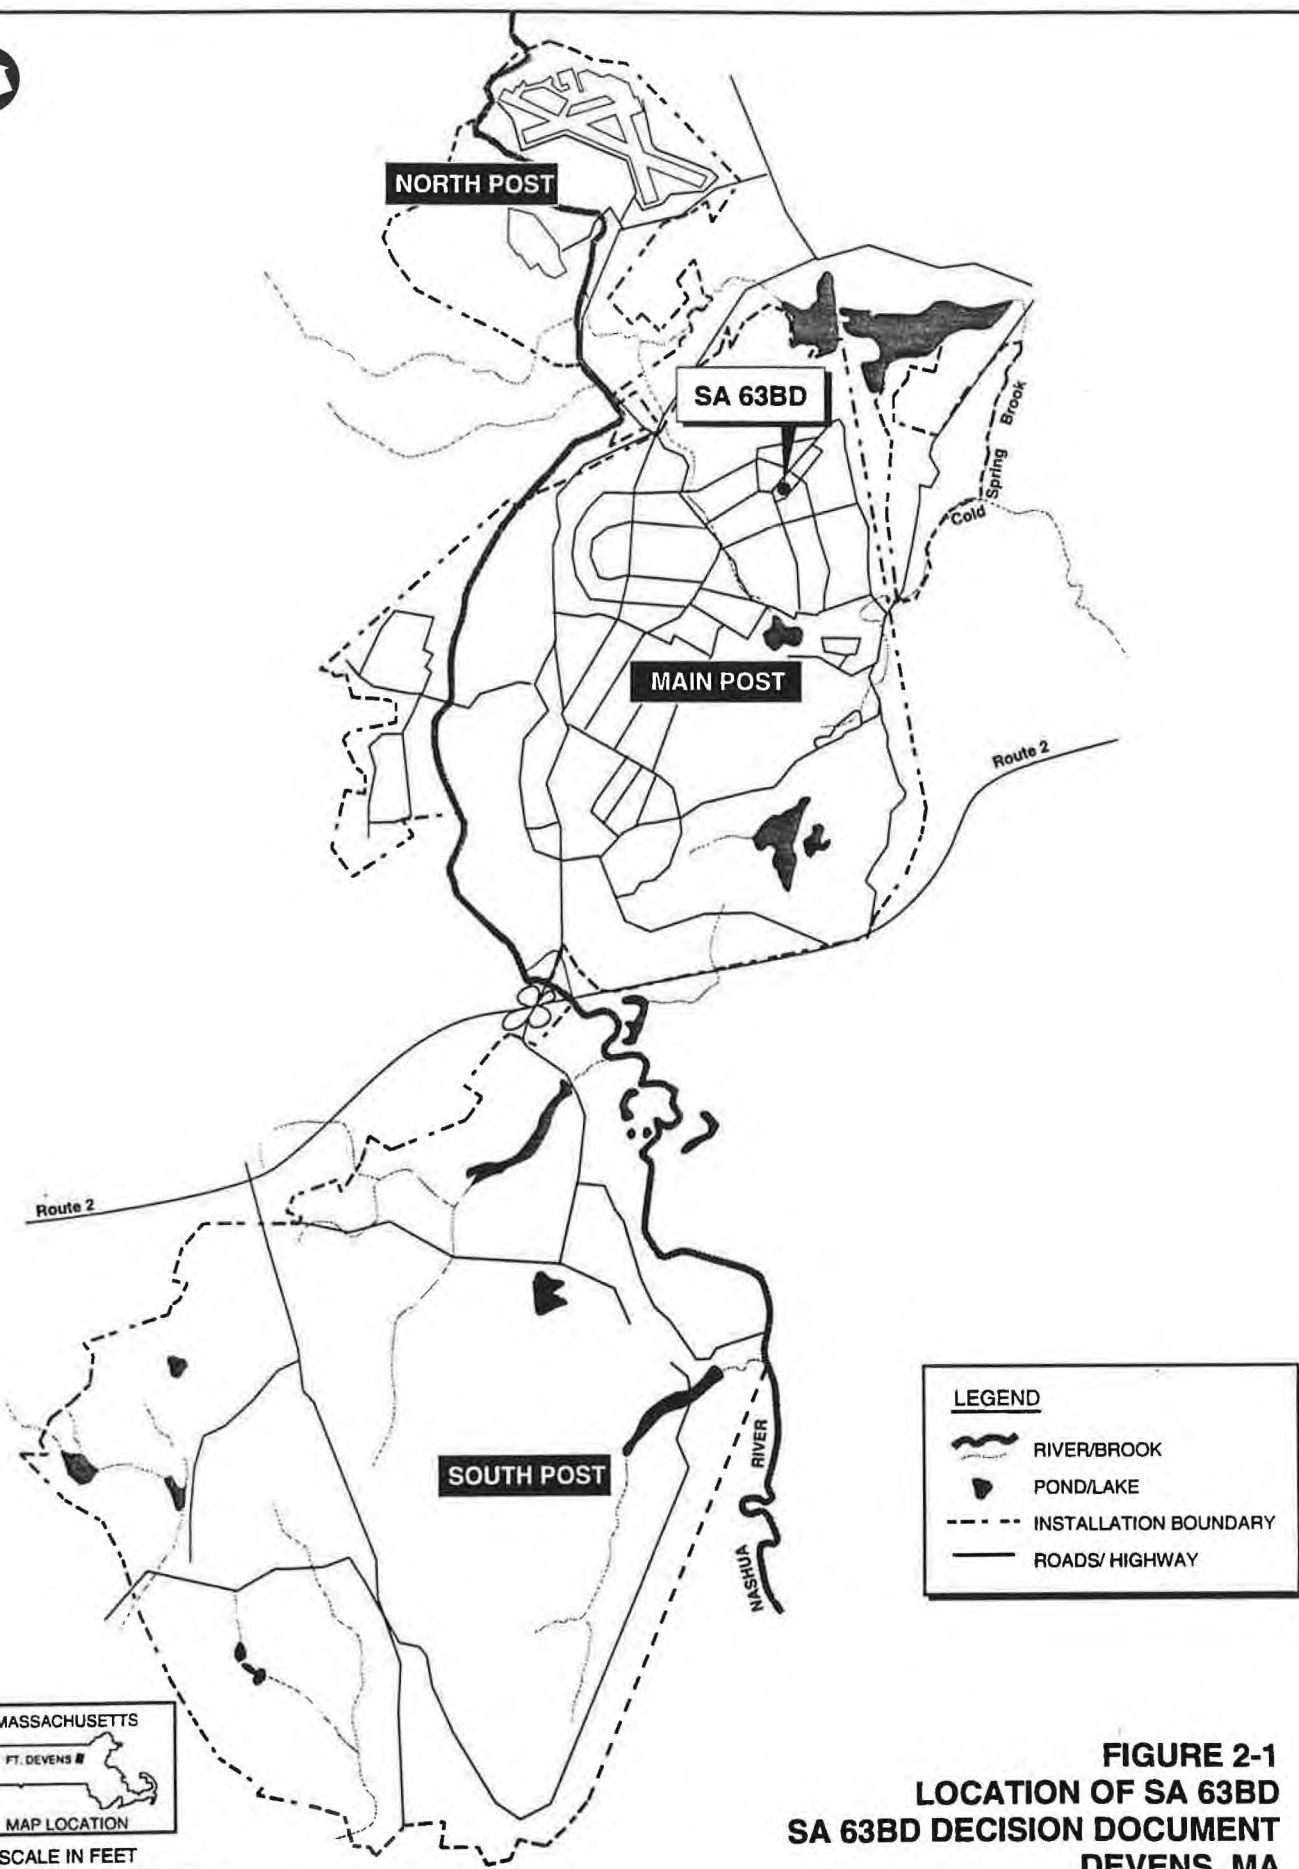 NORTH POST
SA 63BD
Cold Spring Brook
MAIN POST
Route 2
Route 2
SOUTH POST
NASHUA RIVER
LEGEND
RIVER/BROOK
POND/LAKE
INSTALLATION BOUNDARY
ROADS/ HIGHWAY
MASSACHUSETTS
FT. DEVENS
MAP LOCATION
SCALE IN FEET
FIGURE 2-1
LOCATION OF SA 63BD
SA 63BD DECISION DOCUMENT
DEVENS, MA